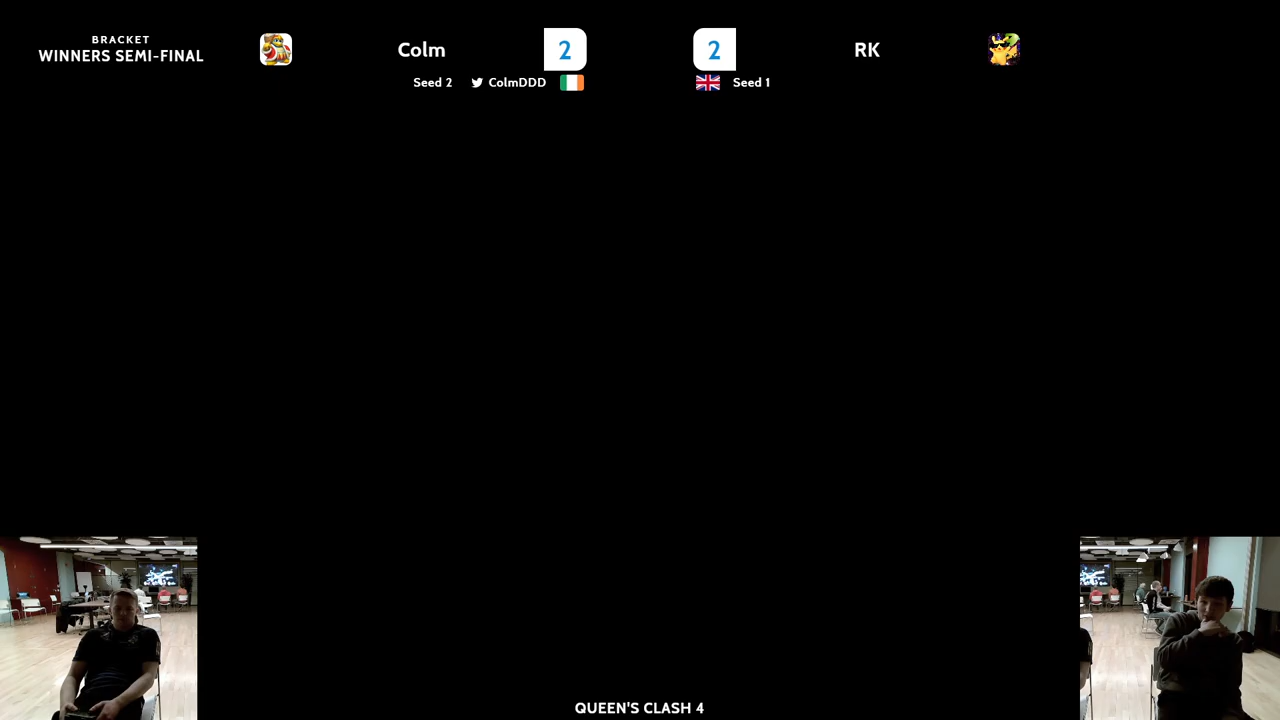 BRACKET
WINNERS SEMI-FINAL
Colm
2
2
RK
Seed 2
ColmDDD
Seed 1
QUEEN'S CLASH 4